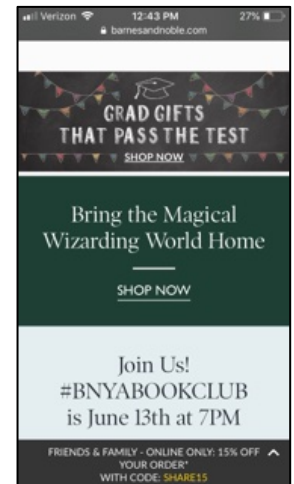 Verizon 12:43 PM 27%
barnesandnoble.com
GRAD GIFTS
THAT PASS THE TEST
SHOP NOW
Bring the Magical
Wizarding World Home
SHOP NOW
Join Us!
#BNYABOOKCLUB
is June 13th at 7PM
FRIENDS & FAMILY - ONLINE ONLY: 15% OFF
YOUR ORDER*
WITH CODE: SHARE15